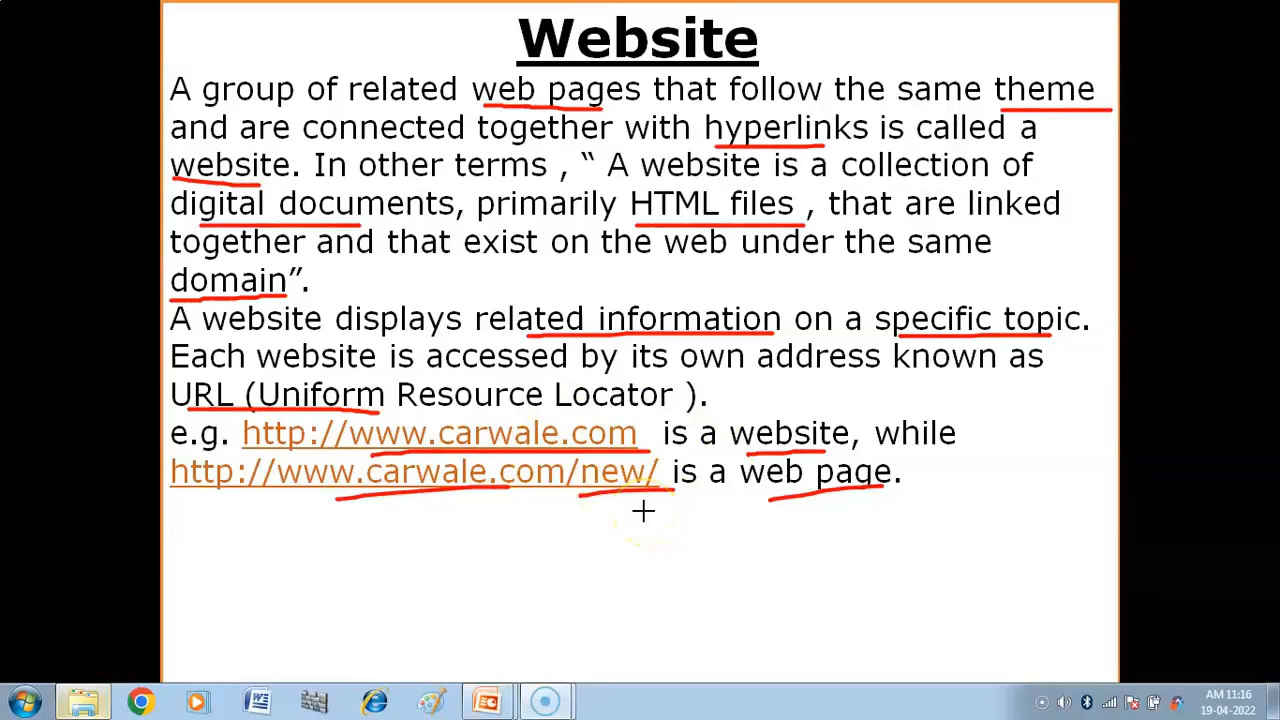 Website
A group of related web pages that follow the same theme
and are connected together with hyperlinks is called a
website. In other terms , “ A website is a collection of
digital documents, primarily HTML files , that are linked
together and that exist on the web under the same
domain”.
A website displays related information on a specific topic.
Each website is accessed by its own address known as
URL (Uniform Resource Locator ).
e.g. http://www.carwale.com is a website, while
http://www.carwale.com/new/ is a web page.
AM 11:16
19-04-2022